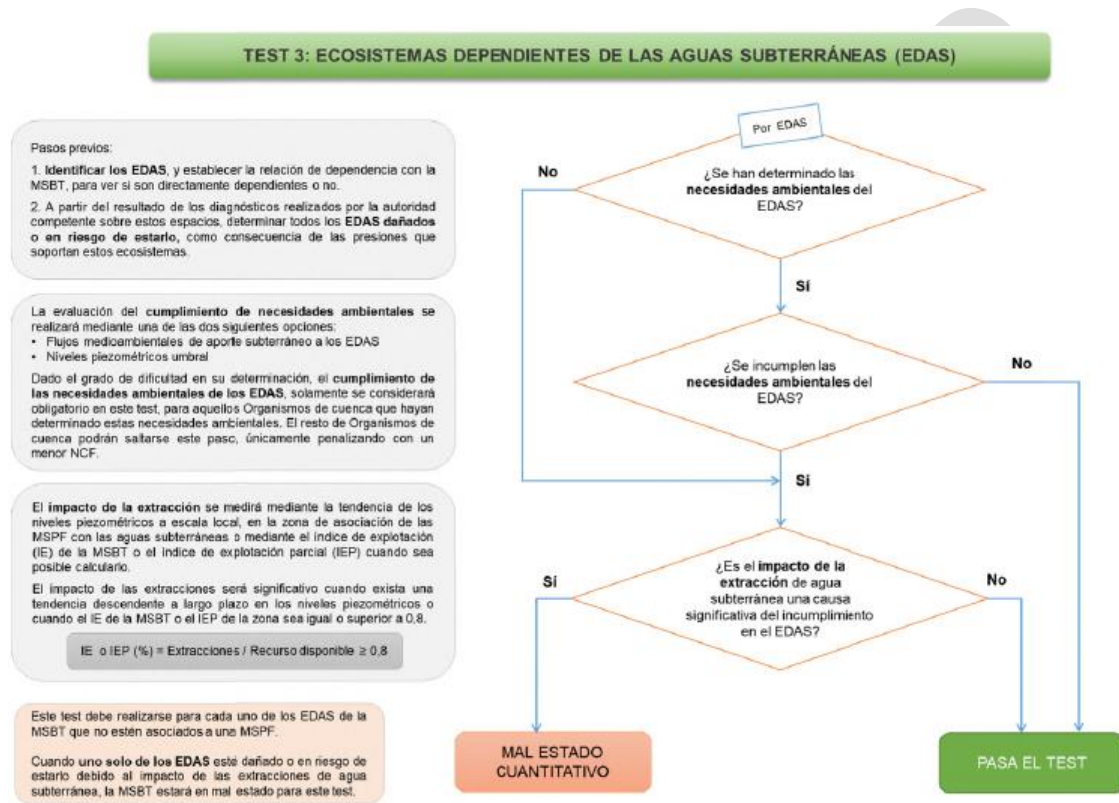 TEST 3: ECOSISTEMAS DEPENDIENTES DE LAS AGUAS SUBTERRÁNEAS (EDAS)
Pasos previos:
1. Identificar los EDAS, y establecer la relación de dependencia con la
MSBT, para ver si son directamente dependientes o no.
2. A partir del resultado de los diagnósticos realizados por la autoridad
competente sobre estos espacios, determinar todos los EDAS dañados
o en riesgo de estarlo, como consecuencia de las presiones que
soportan estos ecosistemas.
La evaluación del cumplimiento de necesidades ambientales se
realizará mediante una de las dos siguientes opciones:
• Flujos medioambientales de aporte subterráneo a los EDAS
• Niveles piezométricos umbral
Dado el grado de dificultad en su determinación, el cumplimiento de
las necesidades ambientales de los EDAS, solamente se considerará
obligatorio en este test, para aquellos Organismos de cuenca que hayan
determinado estas necesidades ambientales. El resto de Organismos de
cuenca podrán saltarse este paso, únicamente penalizando con un
menor NCF.
El impacto de la extracción se medirá mediante la tendencia de los
niveles piezométricos a escala local, en la zona de asociación de las
MSPF con las aguas subterráneas o mediante el índice de explotación
(IE) de la MSBT o el índice de explotación parcial (IEP) cuando sea
posible calcularlo.
El impacto de las extracciones será significativo cuando exista una
tendencia descendente a largo plazo en los niveles piezométricos o
cuando el IE de la MSBT o el IEP de la zona sea igual o superior a 0,8.
IE o IEP (%) = Extracciones / Recurso disponible ≥ 0,8
Este test debe realizarse para cada uno de los EDAS de la
MSBT que no estén asociados a una MSPF.
Cuando uno solo de los EDAS esté dañado o en riesgo de
estarlo debido al impacto de las extracciones de agua
subterránea, la MSBT estará en mal estado para este test.
Por EDAS
¿Se han determinado las
necesidades ambientales del
EDAS?
No
Sí
¿Se incumplen las
necesidades ambientales del
EDAS?
No
Sí
¿Es el impacto de la
extracción de agua
subterránea una causa
significativa del incumplimiento
en el EDAS?
Sí
No
MAL ESTADO
CUANTITATIVO
PASA EL TEST